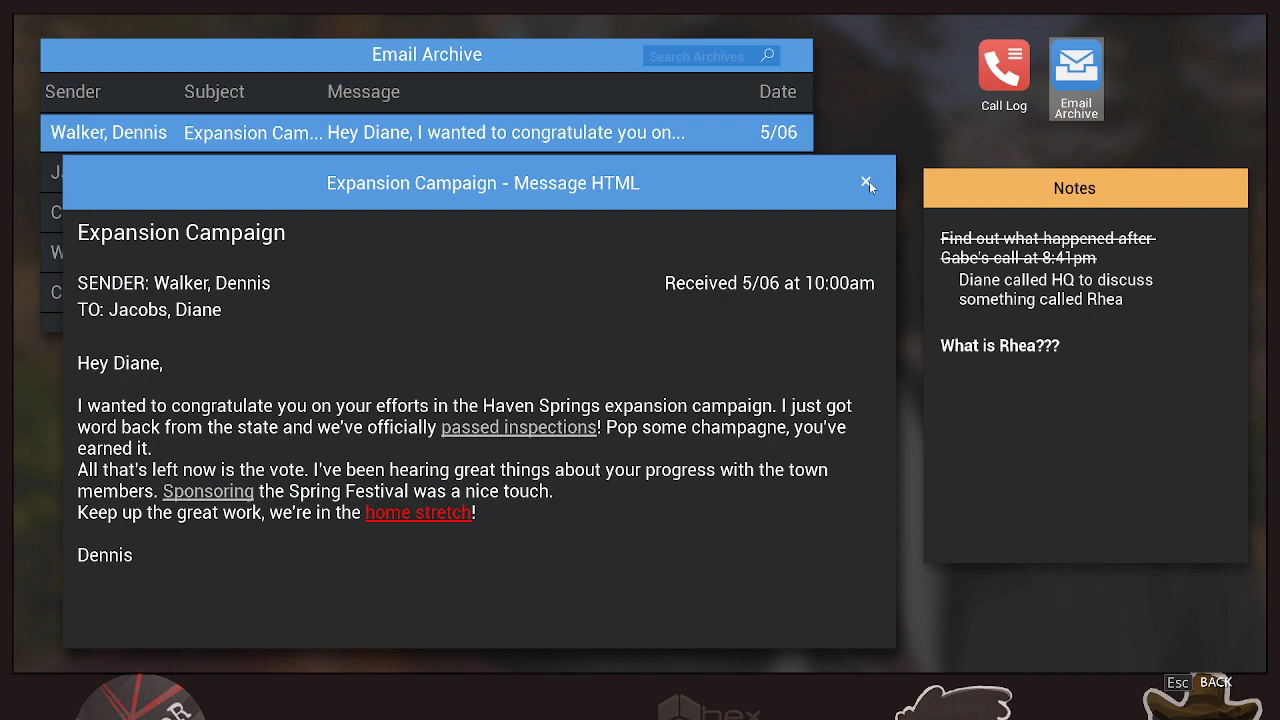 Email Archive
Search Archives
Sender Subject Message Date
Walker, Dennis Expansion Cam... Hey Diane, I wanted to congratulate you on... 5/06
Expansion Campaign - Message HTML
Expansion Campaign
SENDER: Walker, Dennis Received 5/06 at 10:00am
TO: Jacobs, Diane
Hey Diane,
I wanted to congratulate you on your efforts in the Haven Springs expansion campaign. I just got
word back from the state and we've officially passed inspections! Pop some champagne, you've
earned it.
All that's left now is the vote. I've been hearing great things about your progress with the town
members. Sponsoring the Spring Festival was a nice touch.
Keep up the great work, we're in the home stretch!
Dennis
Call Log
Email
Archive
Notes
Find out what happened after
Gabe's call at 8:41pm
Diane called HQ to discuss
something called Rhea
What is Rhea???
Esc BACK